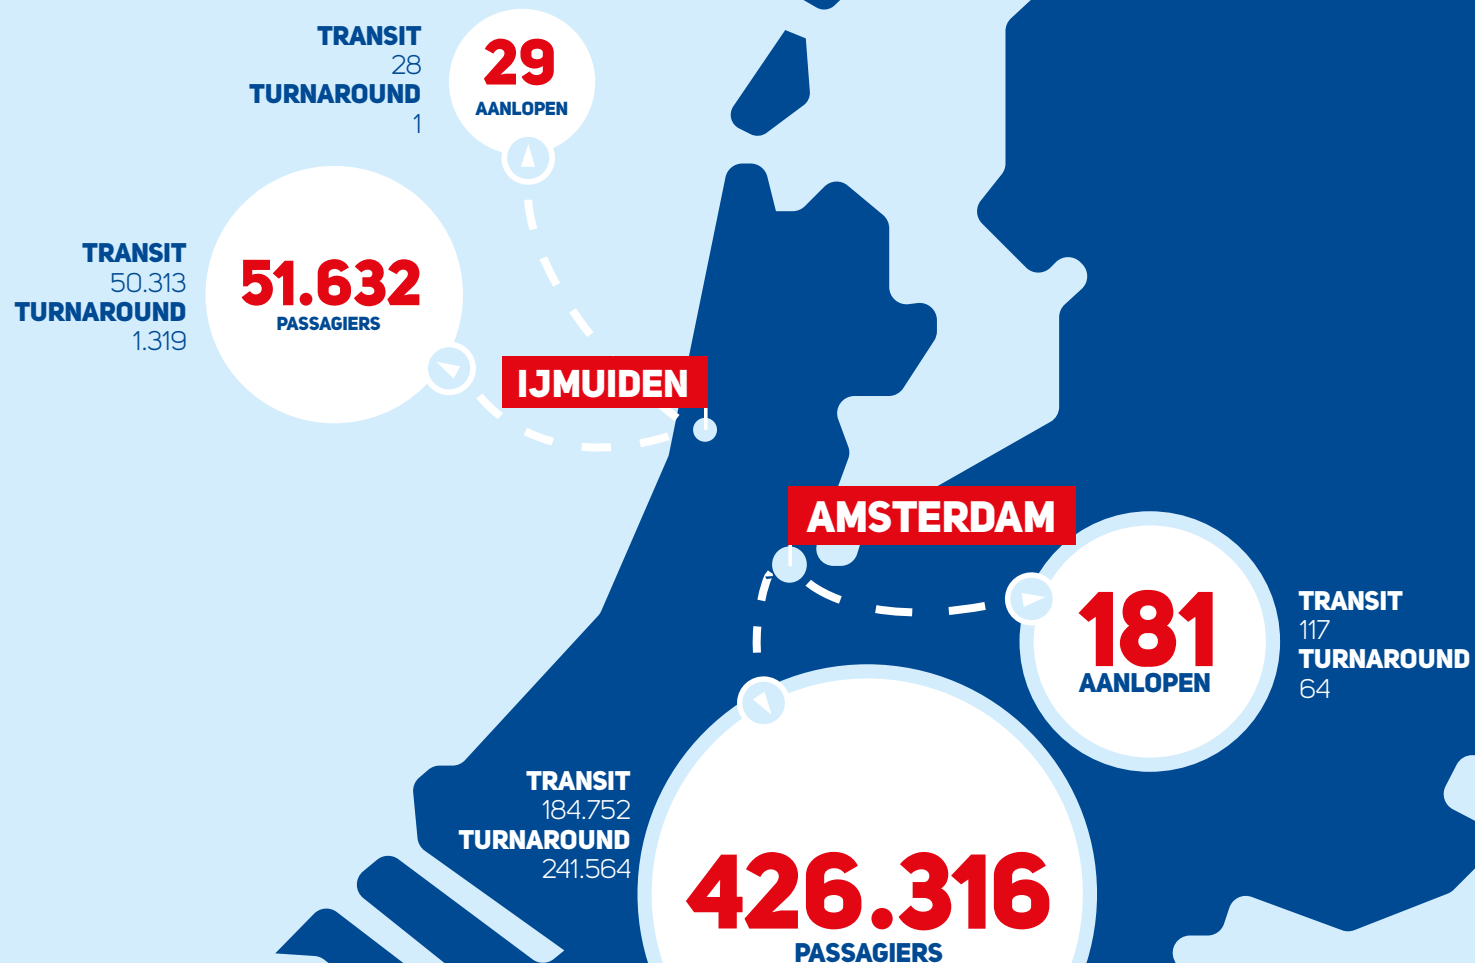 TRANSIT
28
TURNAROUND
1
29
AANLOPEN
TRANSIT
50.313
TURNAROUND
1.319
51.632
PASSAGIERS
IJMUIDEN
AMSTERDAM
181
AANLOPEN
TRANSIT
117
TURNAROUND
64
TRANSIT
184.752
TURNAROUND
241.564
426.316
PASSAGIERS